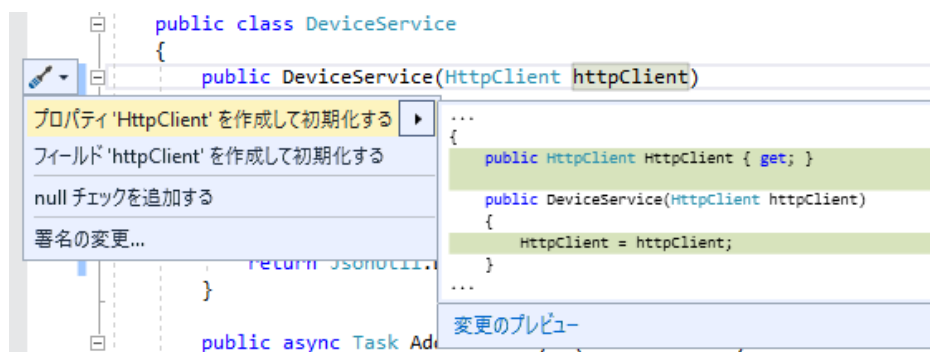 public class DeviceService
{
public DeviceService(HttpClient httpClient)
プロパティ 'HttpClient' を作成して初期化する
フィールド 'httpClient' を作成して初期化する
null チェックを追加する
署名の変更...
...
{
public HttpClient HttpClient { get; }
public DeviceService(HttpClient httpClient)
{
HttpClient = httpClient;
}
...
変更のプレビュー
return JsonUtil.
}
public async Task